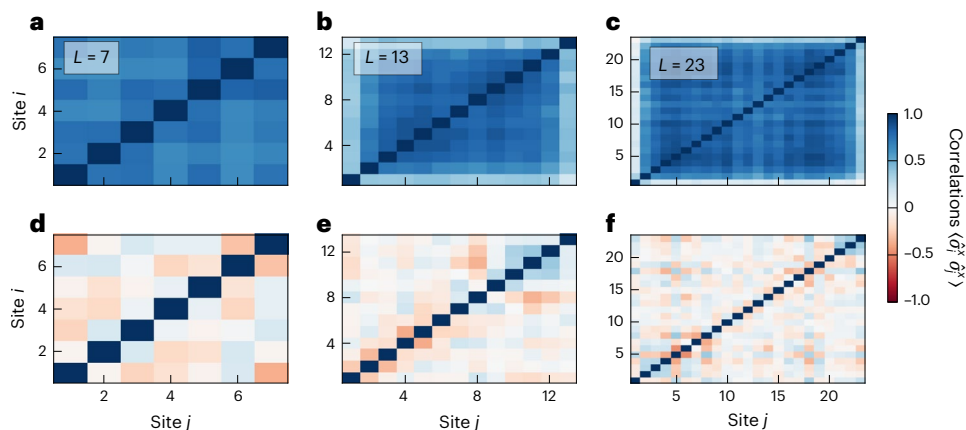 a
b
c
L = 7
L = 13
L = 23
Site i
6
4
2
12
8
4
20
15
10
5
1.0
0.5
0
–0.5
–1.0
Correlations ⟨σ̂ᵢˣ σ̂ⱼˣ⟩
d
e
f
Site i
6
4
2
12
8
4
20
15
10
5
2 4 6
4 8 12
5 10 15 20
Site j
Site j
Site j